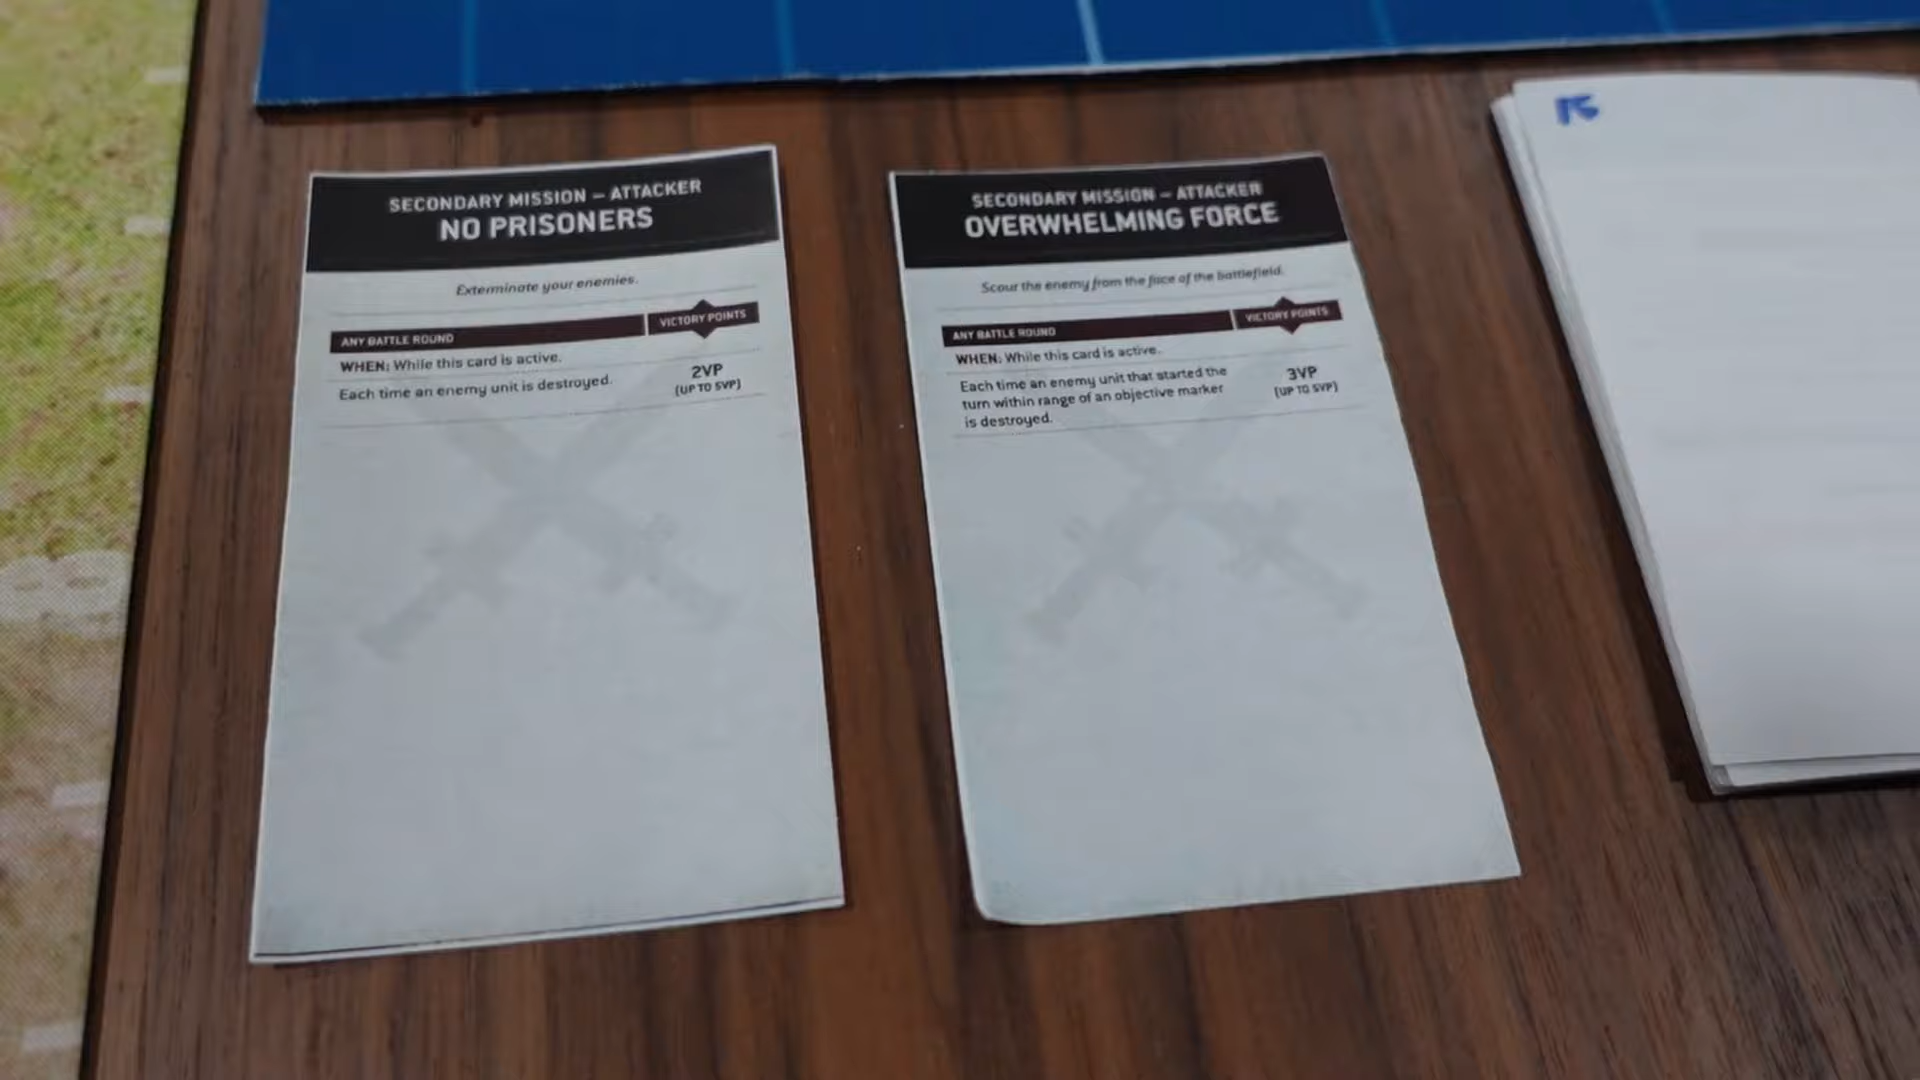 SECONDARY MISSION – ATTACKER
NO PRISONERS
Exterminate your enemies.
ANY BATTLE ROUND
VICTORY POINTS
WHEN: While this card is active.
Each time an enemy unit is destroyed.
2VP
(UP TO 5VP)
SECONDARY MISSION – ATTACKER
OVERWHELMING FORCE
Scour the enemy from the face of the battlefield.
ANY BATTLE ROUND
VICTORY POINTS
WHEN: While this card is active.
Each time an enemy unit that started the
turn within range of an objective marker
is destroyed.
3VP
(UP TO 5VP)